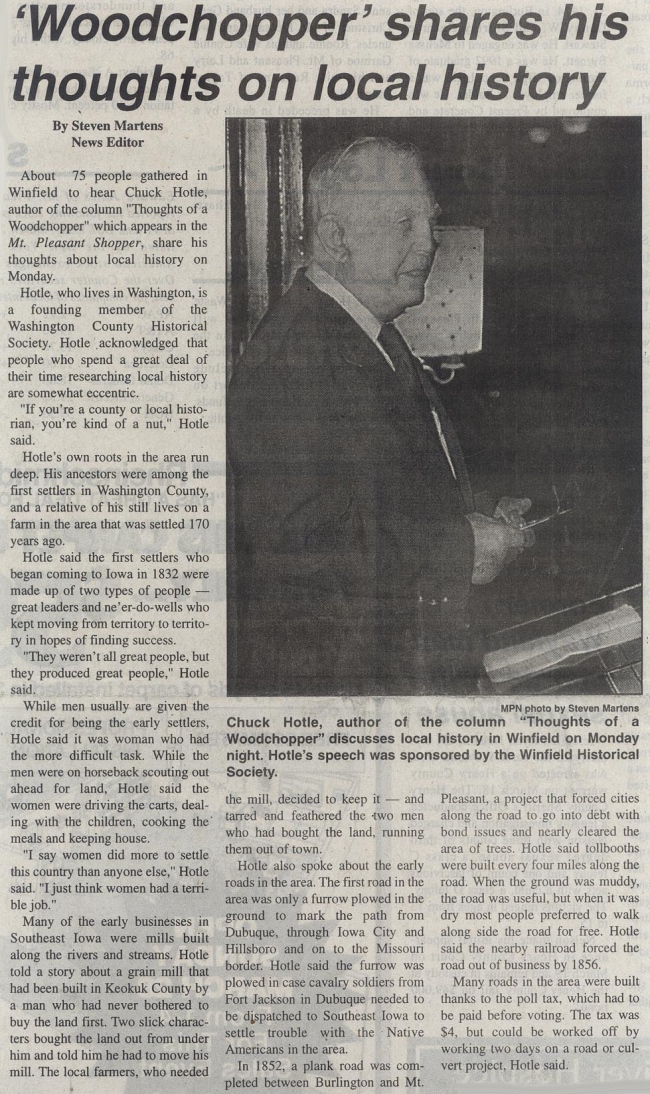 ‘Woodchopper’ shares his
thoughts on local history
By Steven Martens
News Editor
About 75 people gathered in
Winfield to hear Chuck Hotle,
author of the column "Thoughts of a
Woodchopper" which appears in the
Mt. Pleasant Shopper, share his
thoughts about local history on
Monday.
Hotle, who lives in Washington, is
a founding member of the
Washington County Historical
Society. Hotle acknowledged that
people who spend a great deal of
their time researching local history
are somewhat eccentric.
"If you're a county or local histo-
rian, you're kind of a nut," Hotle
said.
Hotle's own roots in the area run
deep. His ancestors were among the
first settlers in Washington County,
and a relative of his still lives on a
farm in the area that was settled 170
years ago.
Hotle said the first settlers who
began coming to Iowa in 1832 were
made up of two types of people —
great leaders and ne'er-do-wells who
kept moving from territory to territo-
ry in hopes of finding success.
"They weren't all great people, but
they produced great people," Hotle
said.
While men usually are given the
credit for being the early settlers,
Hotle said it was woman who had
the more difficult task. While the
men were on horseback scouting out
ahead for land, Hotle said the
women were driving the carts, deal-
ing with the children, cooking the
meals and keeping house.
"I say women did more to settle
this country than anyone else," Hotle
said. "I just think women had a terri-
ble job."
Many of the early businesses in
Southeast Iowa were mills built
along the rivers and streams. Hotle
told a story about a grain mill that
had been built in Keokuk County by
a man who had never bothered to
buy the land first. Two slick charac-
ters bought the land out from under
him and told him he had to move his
mill. The local farmers, who needed
MPN photo by Steven Martens
Chuck Hotle, author of the column “Thoughts of a
Woodchopper” discusses local history in Winfield on Monday
night. Hotle’s speech was sponsored by the Winfield Historical
Society.
the mill, decided to keep it — and
tarred and feathered the two men
who had bought the land, running
them out of town.
Hotle also spoke about the early
roads in the area. The first road in the
area was only a furrow plowed in the
ground to mark the path from
Dubuque, through Iowa City and
Hillsboro and on to the Missouri
border. Hotle said the furrow was
plowed in case cavalry soldiers from
Fort Jackson in Dubuque needed to
be dispatched to Southeast Iowa to
settle trouble with the Native
Americans in the area.
In 1852, a plank road was com-
pleted between Burlington and Mt.
Pleasant, a project that forced cities
along the road to go into debt with
bond issues and nearly cleared the
area of trees. Hotle said tollbooths
were built every four miles along the
road. When the ground was muddy,
the road was useful, but when it was
dry most people preferred to walk
along side the road for free. Hotle
said the nearby railroad forced the
road out of business by 1856.
Many roads in the area were built
thanks to the poll tax, which had to
be paid before voting. The tax was
$4, but could be worked off by
working two days on a road or cul-
vert project, Hotle said.